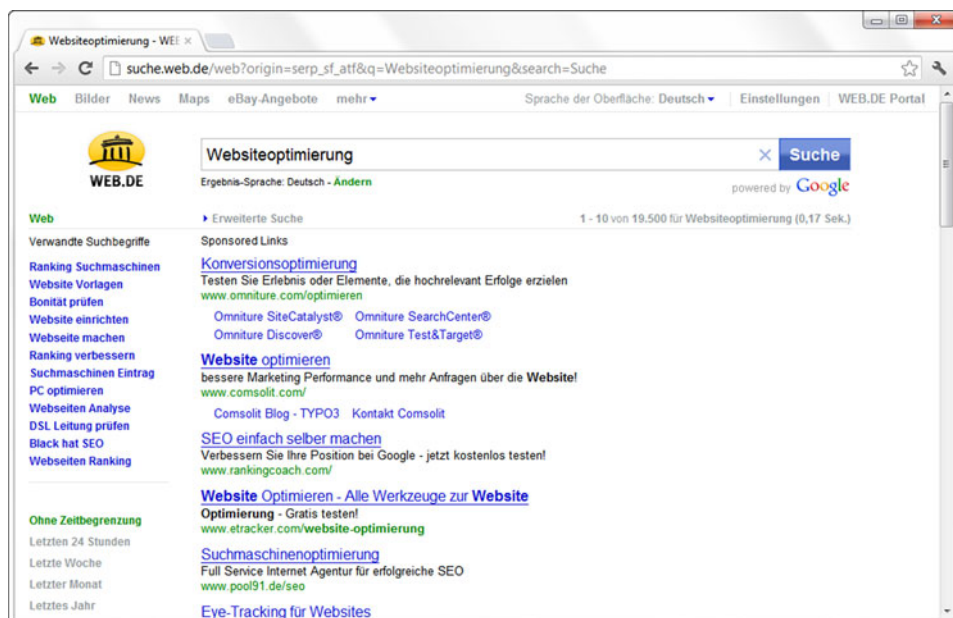 Websiteoptimierung - WEE
suche.web.de/web?origin=serp_sf_atf&q=Websiteoptimierung&search=Suche
Web Bilder News Maps eBay-Angebote mehr Sprache der Oberfläche: Deutsch Einstellungen WEB.DE Portal
WEB.DE
Websiteoptimierung Suche
Ergebnis-Sprache: Deutsch - Ändern
powered by Google
Web
Erweiterte Suche 1 - 10 von 19.500 für Websiteoptimierung (0,17 Sek.)
Verwandte Suchbegriffe
Ranking Suchmaschinen
Website Vorlagen
Bonität prüfen
Website einrichten
Webseite machen
Ranking verbessern
Suchmaschinen Eintrag
PC optimieren
Webseiten Analyse
DSL Leitung prüfen
Black hat SEO
Webseiten Ranking
Ohne Zeitbegrenzung
Letzten 24 Stunden
Letzte Woche
Letzter Monat
Letztes Jahr
Sponsored Links
Konversionsoptimierung
Testen Sie Erlebnis oder Elemente, die hochrelevant Erfolge erzielen
www.omniture.com/optimieren
Omniture SiteCatalyst® Omniture SearchCenter®
Omniture Discover® Omniture Test&Target®
Website optimieren
bessere Marketing Performance und mehr Anfragen über die Website!
www.comsolit.com/
Comsolit Blog - TYPO3 Kontakt Comsolit
SEO einfach selber machen
Verbessern Sie Ihre Position bei Google - jetzt kostenlos testen!
www.rankingcoach.com/
Website Optimieren - Alle Werkzeuge zur Website
Optimierung - Gratis testen!
www.etracker.com/website-optimierung
Suchmaschinenoptimierung
Full Service Internet Agentur für erfolgreiche SEO
www.pool91.de/seo
Eye-Tracking für Websites